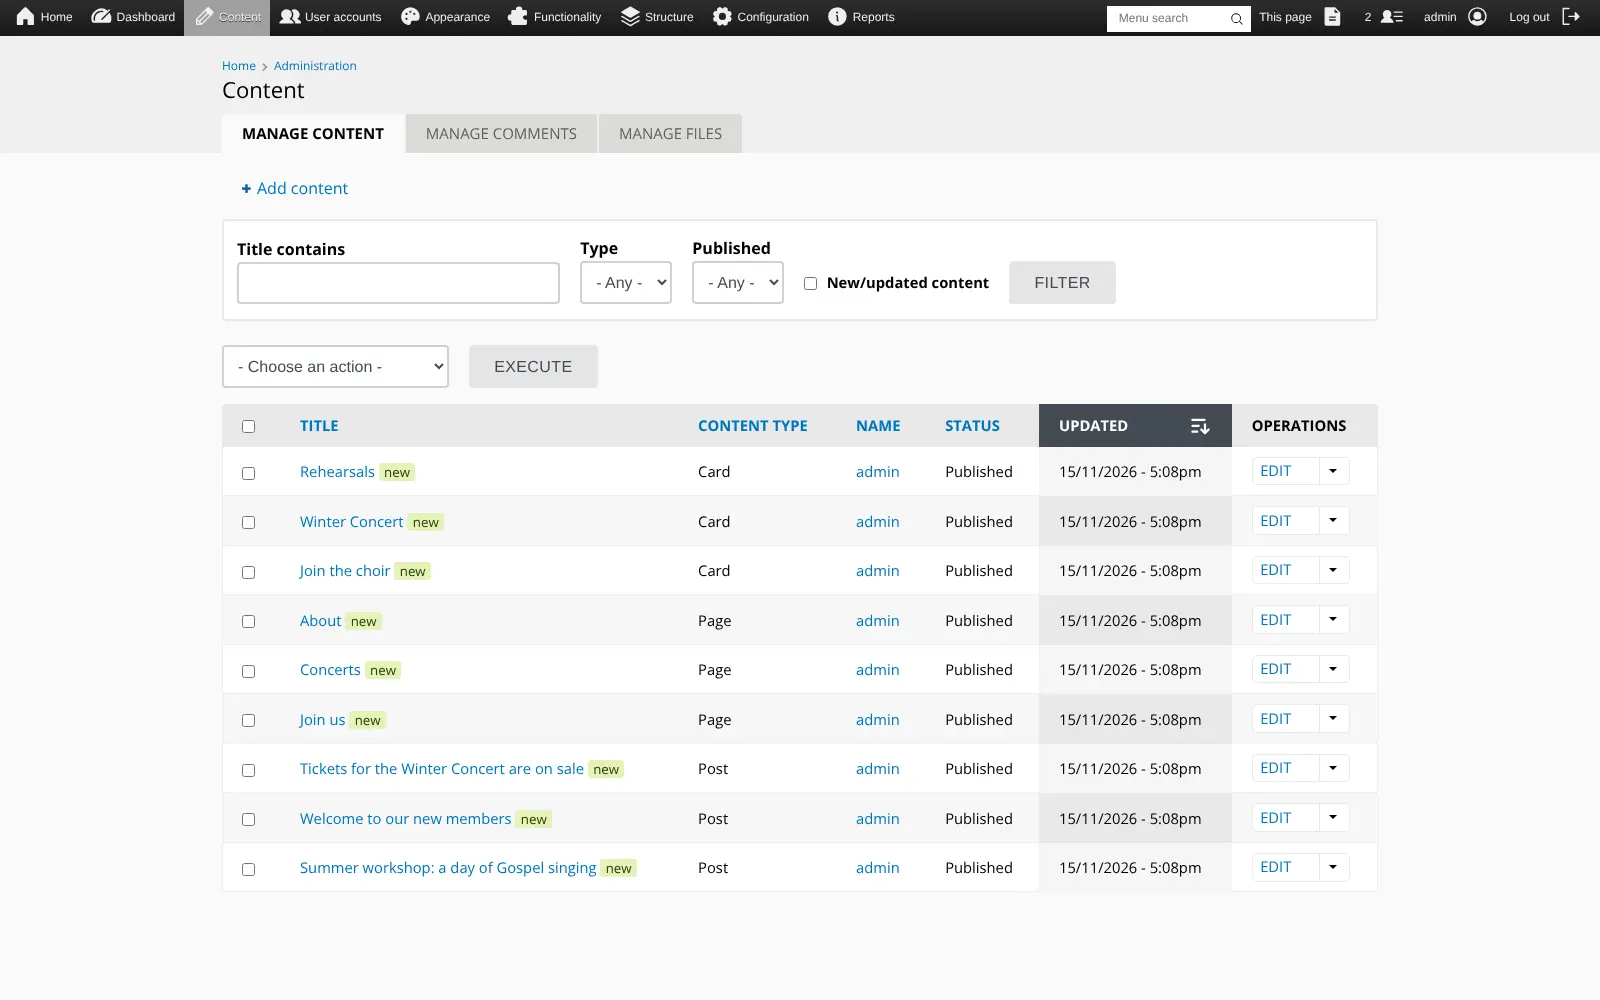 Home Dashboard Content User accounts Appearance Functionality Structure Configuration Reports Menu search This page 2 admin Log out
Home Administration
Content
MANAGE CONTENT MANAGE COMMENTS MANAGE FILES
+ Add content
Title contains Type Published
- Any - - Any - New/updated content FILTER
- Choose an action - EXECUTE
TITLE CONTENT TYPE NAME STATUS UPDATED OPERATIONS
Rehearsals new Card admin Published 15/11/2026 - 5:08pm EDIT
Winter Concert new Card admin Published 15/11/2026 - 5:08pm EDIT
Join the choir new Card admin Published 15/11/2026 - 5:08pm EDIT
About new Page admin Published 15/11/2026 - 5:08pm EDIT
Concerts new Page admin Published 15/11/2026 - 5:08pm EDIT
Join us new Page admin Published 15/11/2026 - 5:08pm EDIT
Tickets for the Winter Concert are on sale new Post admin Published 15/11/2026 - 5:08pm EDIT
Welcome to our new members new Post admin Published 15/11/2026 - 5:08pm EDIT
Summer workshop: a day of Gospel singing new Post admin Published 15/11/2026 - 5:08pm EDIT